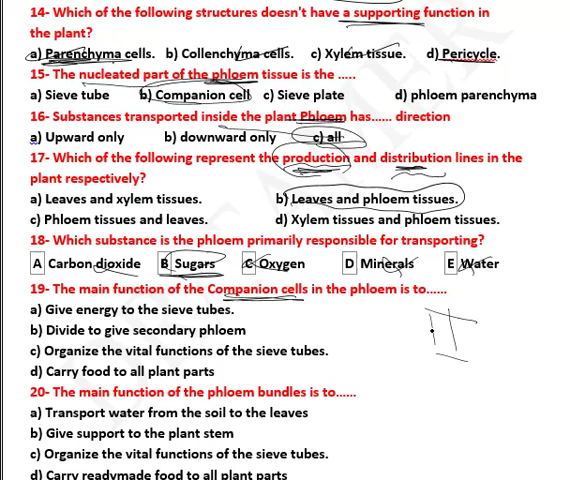 14- Which of the following structures doesn't have a supporting function in
the plant?
a) Parenchyma cells. b) Collenchyma cells. c) Xylem tissue. d) Pericycle.
15- The nucleated part of the phloem tissue is the .....
a) Sieve tube b) Companion cell c) Sieve plate d) phloem parenchyma
16- Substances transported inside the plant Phloem has...... direction
a) Upward only b) downward only c) all
17- Which of the following represent the production and distribution lines in the
plant respectively?
a) Leaves and xylem tissues. b) Leaves and phloem tissues.
c) Phloem tissues and leaves. d) Xylem tissues and phloem tissues.
18- Which substance is the phloem primarily responsible for transporting?
A Carbon dioxide B Sugars C Oxygen D Minerals E Water
19- The main function of the Companion cells in the phloem is to......
a) Give energy to the sieve tubes.
b) Divide to give secondary phloem
c) Organize the vital functions of the sieve tubes.
d) Carry food to all plant parts
20- The main function of the phloem bundles is to......
a) Transport water from the soil to the leaves
b) Give support to the plant stem
c) Organize the vital functions of the sieve tubes.
d) Carry readymade food to all plant parts